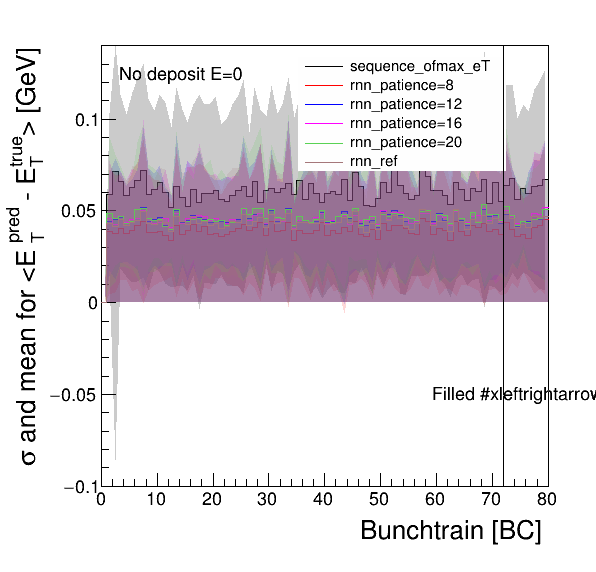 No deposit E=0
sequence_ofmax_eT
rnn_patience=8
rnn_patience=12
rnn_patience=16
rnn_patience=20
rnn_ref
σ and mean for <E_T^pred - E_T^true> [GeV]
0.1
0.05
0
−0.05
−0.1
Filled #xleftrightarrow
0 10 20 30 40 50 60 70 80
Bunchtrain [BC]